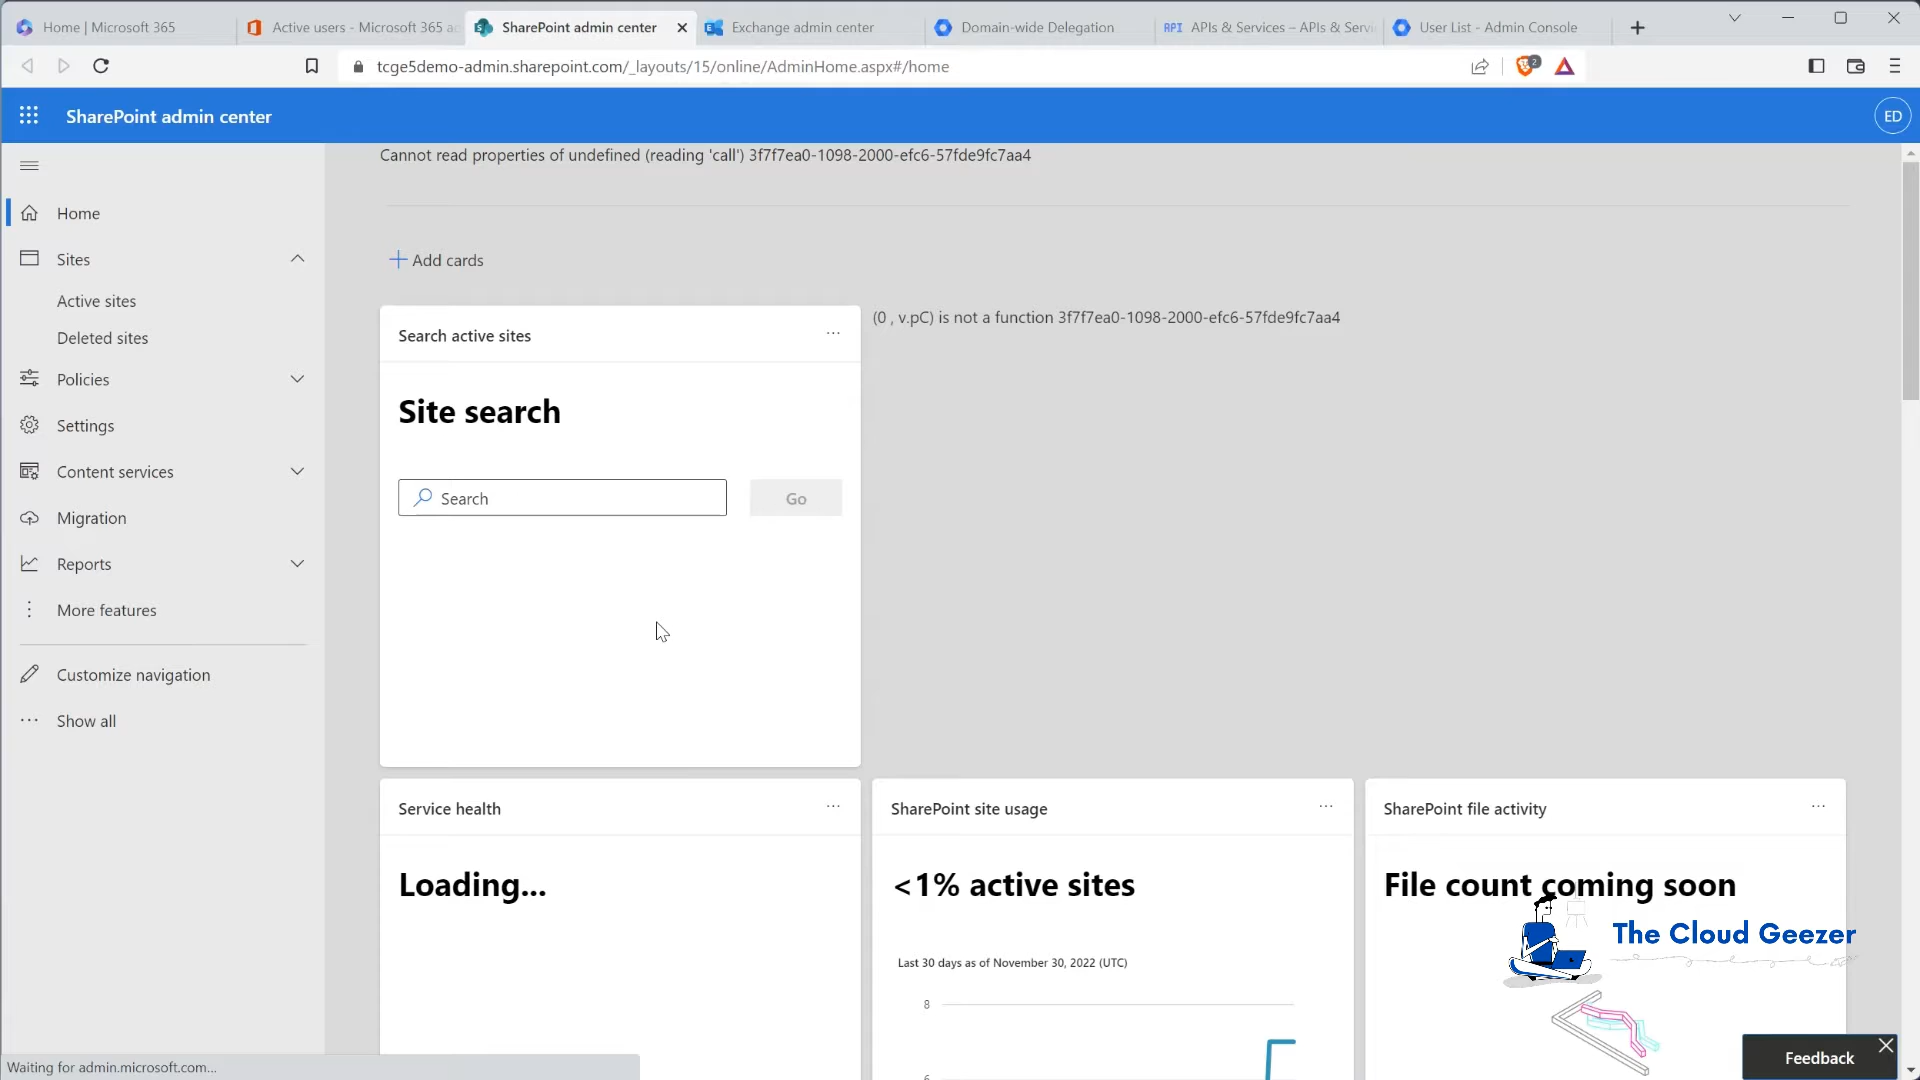 Home | Microsoft 365
Active users - Microsoft 365 ad
SharePoint admin center
Exchange admin center
Domain-wide Delegation
RPI APIs & Services – APIs & Servi
User List - Admin Console
tcge5demo-admin.sharepoint.com/_layouts/15/online/AdminHome.aspx#/home
2
SharePoint admin center
ED
Cannot read properties of undefined (reading 'call') 3f7f7ea0-1098-2000-efc6-57fde9fc7aa4
Home
Sites
Active sites
Deleted sites
Policies
Settings
Content services
Migration
Reports
More features
Customize navigation
Show all
Add cards
Search active sites
(0 , v.pC) is not a function 3f7f7ea0-1098-2000-efc6-57fde9fc7aa4
Site search
Search
Go
Service health
Loading...
SharePoint site usage
<1% active sites
Last 30 days as of November 30, 2022 (UTC)
8
6
SharePoint file activity
File count coming soon
The Cloud Geezer
Feedback
Waiting for admin.microsoft.com...